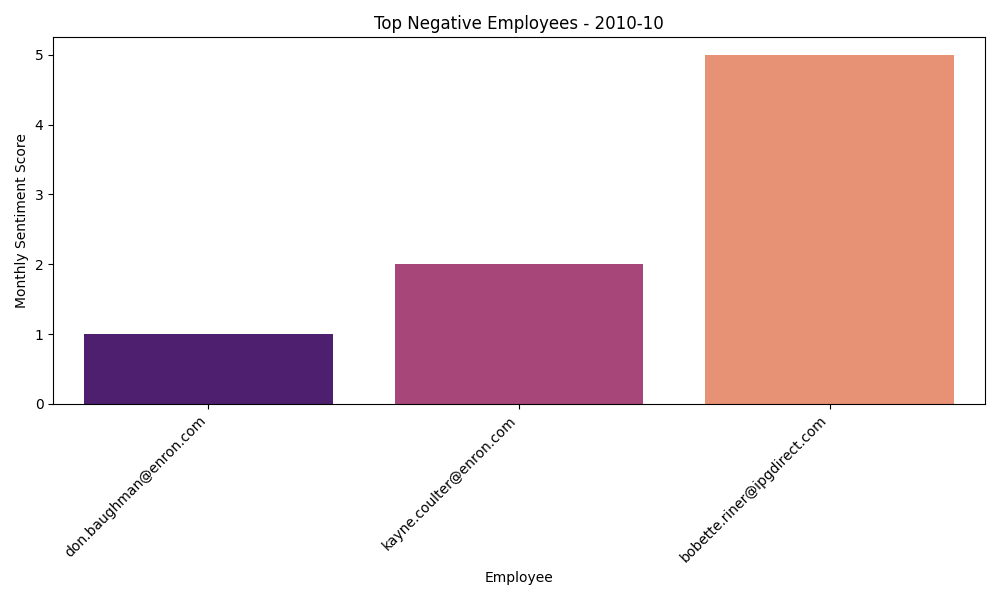 Top Negative Employees - 2010-10
Monthly Sentiment Score
5
4
3
2
1
0
don.baughman@enron.com
kayne.coulter@enron.com
bobette.riner@ipgdirect.com
Employee